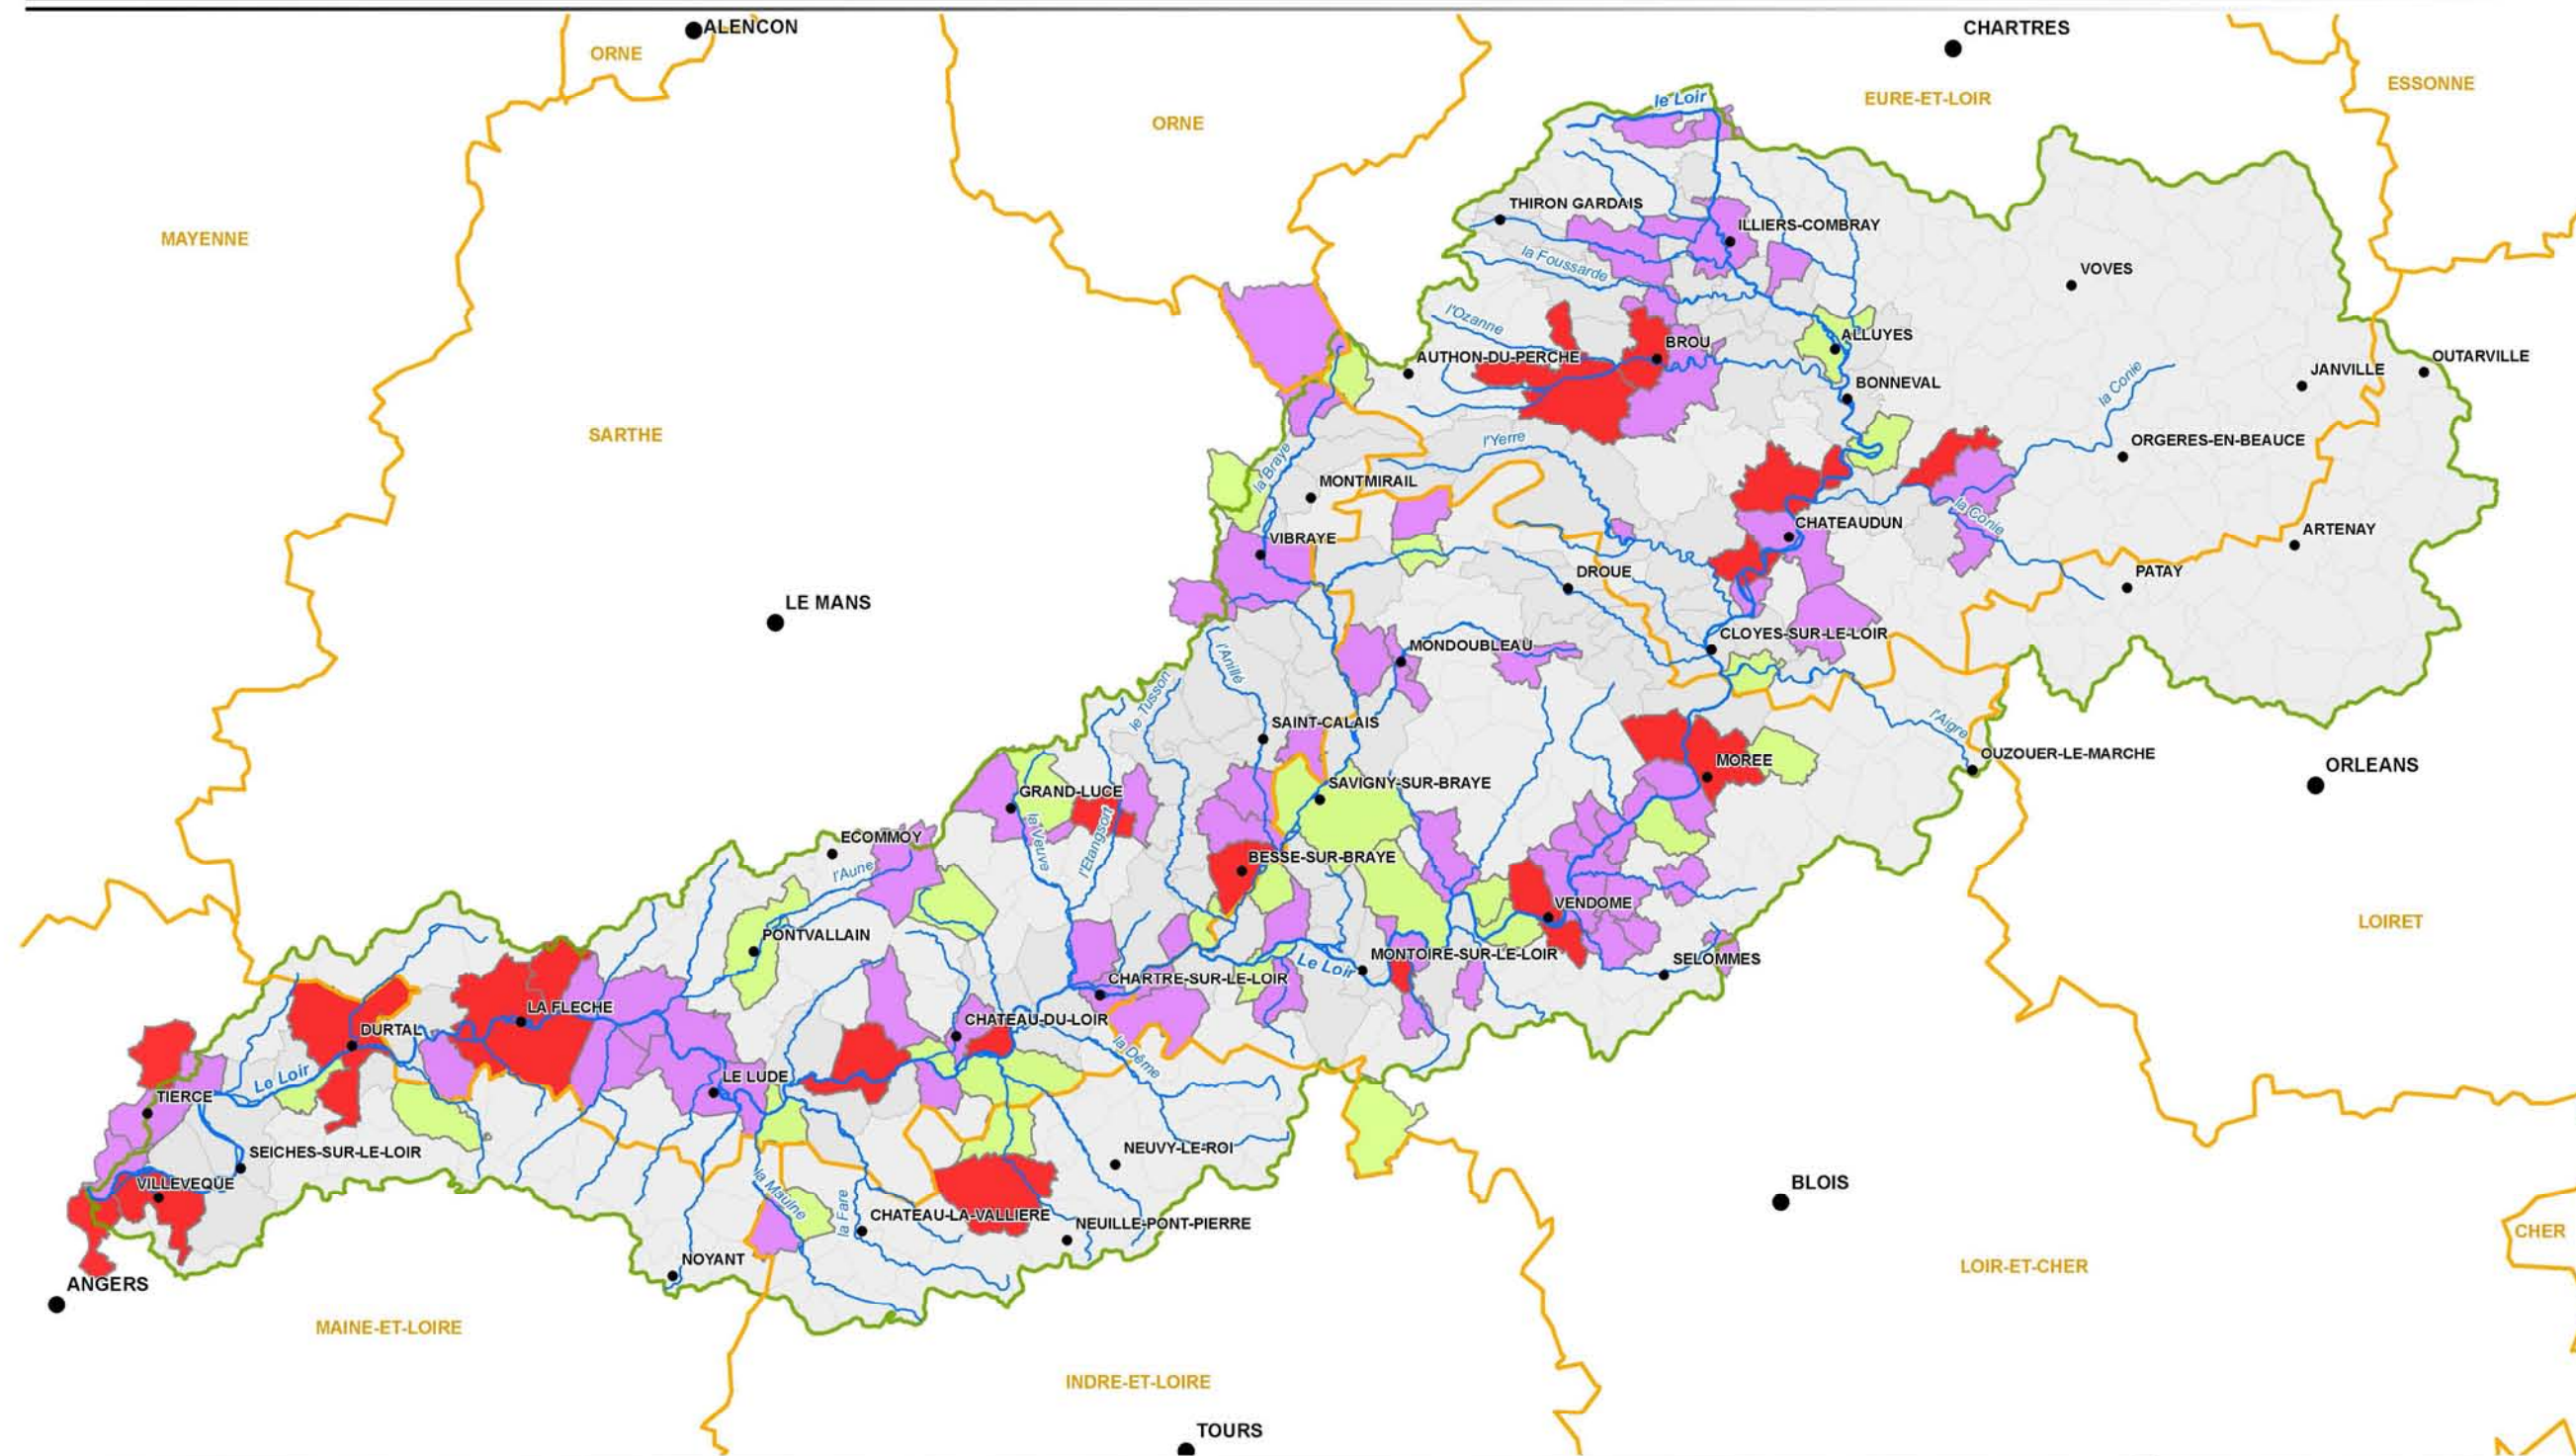 ALENCON
CHARTRES
ORNE
ESSONNE
le Loir
EURE-ET-LOIR
ORNE
THIRON GARDAIS
ILLIERS-COMBRAY
MAYENNE
la Foussarde
VOVES
l'Ozanne
ALLUYES
BROU
AUTHON-DU-PERCHE
OUTARVILLE
JANVILLE
BONNEVAL
la Conie
SARTHE
l'Yerre
ORGERES-EN-BEAUCE
la Braye
MONTMIRAIL
la Conie
CHATEAUDUN
ARTENAY
VIBRAYE
DROUE
PATAY
LE MANS
CLOYES-SUR-LE-LOIR
MONDOUBLEAU
l'Anille
le Tusson
SAINT-CALAIS
l'Aigre
OUZOUER-LE-MARCHE
MOREE
ORLEANS
SAVIGNY-SUR-BRAYE
GRAND-LUCE
ECOMMOY
la Veuve
l'Etangsort
BESSE-SUR-BRAYE
l'Aune
VENDOME
LOIRET
PONTVALLAIN
MONTOIRE-SUR-LE-LOIR
SELOMMES
Le Loir
CHARTRE-SUR-LE-LOIR
LA FLECHE
CHATEAU-DU-LOIR
DURTAL
la Dême
Le Loir
LE LUDE
TIERCE
NEUVY-LE-ROI
SEICHES-SUR-LE-LOIR
VILLEVEQUE
BLOIS
la Maulne
la Fare
CHATEAU-LA-VALLIERE
NEUILLE-PONT-PIERRE
CHER
NOYANT
LOIR-ET-CHER
ANGERS
MAINE-ET-LOIRE
INDRE-ET-LOIRE
TOURS